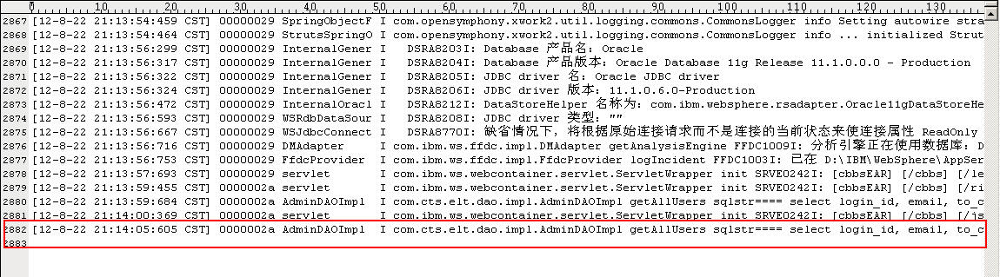 0 10 20 30 40 50 60 70 80 90 100 110 120 130
2867 [12-8-22 21:13:54:459 CST] 00000029 SpringObjectF I com.opensymphony.xwork2.util.logging.commons.CommonsLogger info Setting autowire stra
2868 [12-8-22 21:13:54:464 CST] 00000029 StrutsSpringO I com.opensymphony.xwork2.util.logging.commons.CommonsLogger info ... initialized Strut
2869 [12-8-22 21:13:56:299 CST] 00000029 InternalGener I DSRA8203I: Database 产品名：Oracle
2870 [12-8-22 21:13:56:317 CST] 00000029 InternalGener I DSRA8204I: Database 产品版本：Oracle Database 11g Release 11.1.0.0.0 - Production
2871 [12-8-22 21:13:56:322 CST] 00000029 InternalGener I DSRA8205I: JDBC driver 名：Oracle JDBC driver
2872 [12-8-22 21:13:56:324 CST] 00000029 InternalGener I DSRA8206I: JDBC driver 版本：11.1.0.6.0-Production
2873 [12-8-22 21:13:56:472 CST] 00000029 InternalOracl I DSRA8212I: DataStoreHelper 名称为：com.ibm.websphere.rsadapter.Oracle11gDataStoreHe
2874 [12-8-22 21:13:56:593 CST] 00000029 WSRdbDataSour I DSRA8208I: JDBC driver 类型：""
2875 [12-8-22 21:13:56:667 CST] 00000029 WSJdbcConnect I DSRA8770I: 缺省情况下，将根据原始连接请求而不是连接的当前状态来使连接属性 ReadOnly
2876 [12-8-22 21:13:56:716 CST] 00000029 DMAdapter I com.ibm.ws.ffdc.impl.DMAdapter getAnalysisEngine FFDC1009I: 分析引擎正在使用数据库：D
2877 [12-8-22 21:13:56:753 CST] 00000029 FfdcProvider I com.ibm.ws.ffdc.impl.FfdcProvider logIncident FFDC1003I: 已在 D:\IBM\WebSphere\AppSer
2878 [12-8-22 21:13:57:693 CST] 00000029 servlet I com.ibm.ws.webcontainer.servlet.ServletWrapper init SRVE0242I: [cbbsEAR] [/cbbs] [/le
2879 [12-8-22 21:13:59:455 CST] 0000002a servlet I com.ibm.ws.webcontainer.servlet.ServletWrapper init SRVE0242I: [cbbsEAR] [/cbbs] [/ri
2880 [12-8-22 21:13:59:684 CST] 0000002a AdminDAOImpl I com.cts.elt.dao.impl.AdminDAOImpl getAllUsers sqlstr==== select login_id, email, to_c
2881 [12-8-22 21:14:00:369 CST] 0000002a servlet I com.ibm.ws.webcontainer.servlet.ServletWrapper init SRVE0242I: [cbbsEAR] [/cbbs] [/js
2882 [12-8-22 21:14:05:605 CST] 0000002a AdminDAOImpl I com.cts.elt.dao.impl.AdminDAOImpl getAllUsers sqlstr==== select login_id, email, to_c
2883